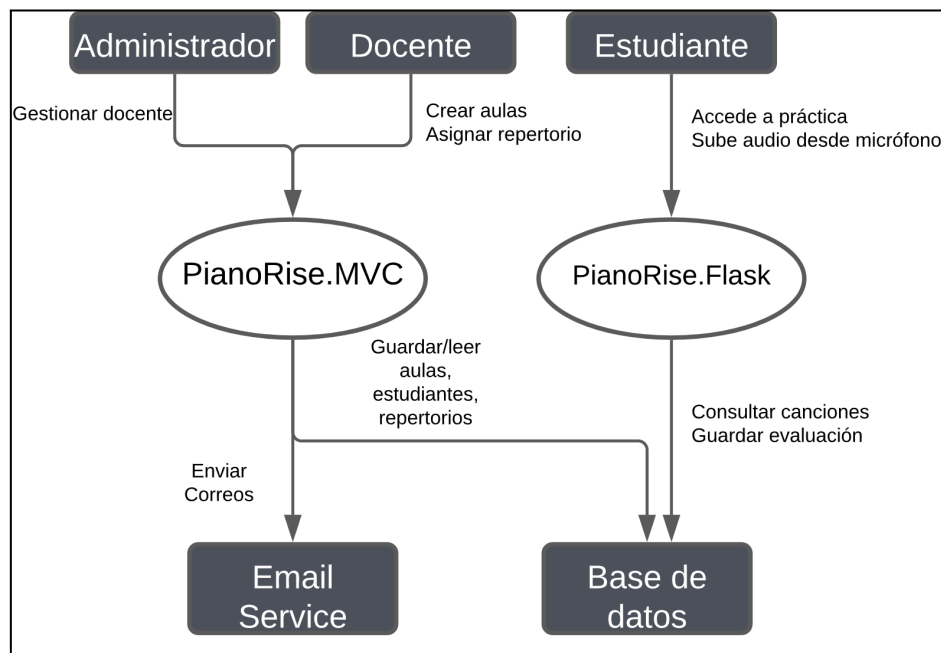 Administrador
Docente
Estudiante
Gestionar docente
Crear aulas
Asignar repertorio
Accede a práctica
Sube audio desde micrófono
PianoRise.MVC
PianoRise.Flask
Guardar/leer
aulas,
estudiantes,
repertorios
Consultar canciones
Guardar evaluación
Enviar
Correos
Email
Service
Base de
datos